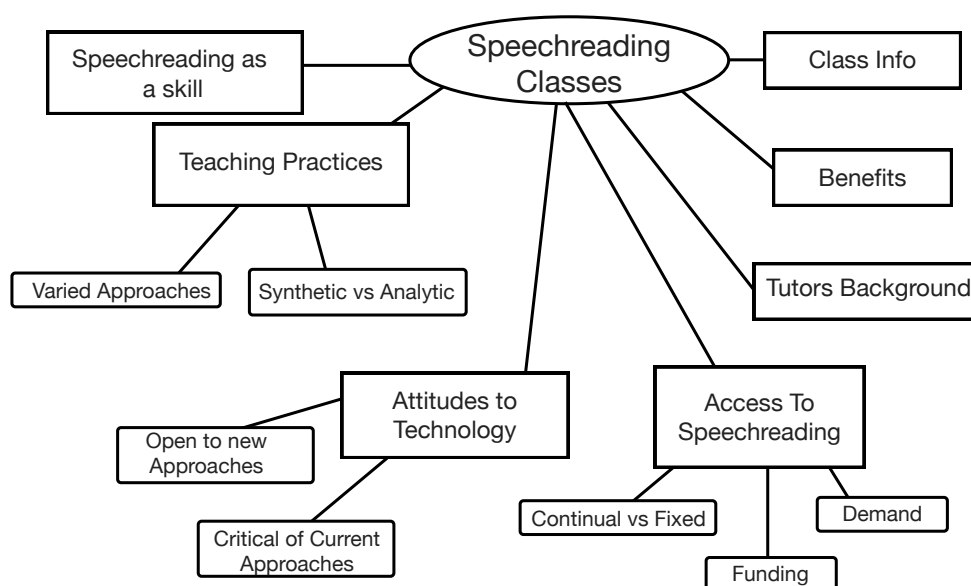 Speechreading
Classes
Speechreading as
a skill
Class Info
Teaching Practices
Benefits
Varied Approaches
Synthetic vs Analytic
Tutors Background
Attitudes to
Technology
Access To
Speechreading
Open to new
Approaches
Critical of Current
Approaches
Continual vs Fixed
Demand
Funding